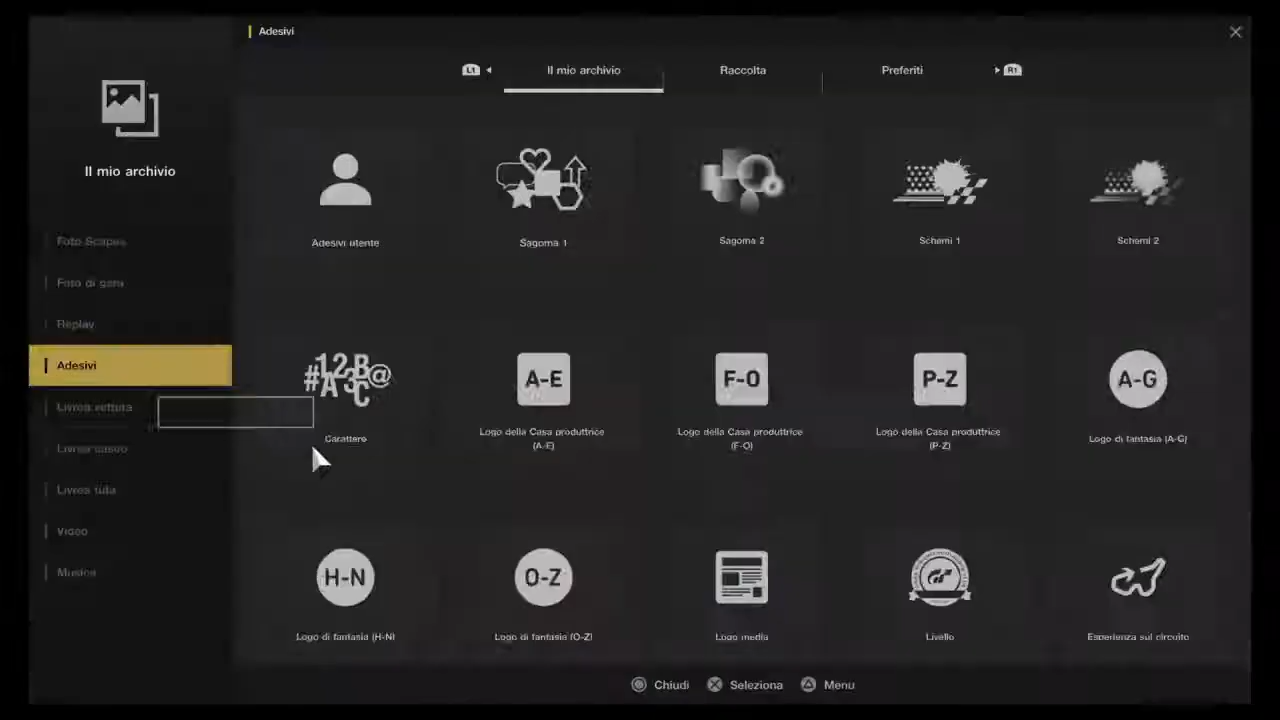 Adesivi
L1
Il mio archivio
Raccolta
Preferiti
R1
Il mio archivio
Foto Scapes
Foto di gara
Replay
Adesivi
Livrea vettura
Livrea casco
Livrea tuta
Video
Musica
Adesivi utente
Sagoma 1
Sagoma 2
Schemi 1
Schemi 2
#A123BC@
Carattere
A-E
Logo della Casa produttrice
(A-E)
F-O
Logo della Casa produttrice
(F-O)
P-Z
Logo della Casa produttrice
(P-Z)
A-G
Logo di fantasia (A-G)
H-N
Logo di fantasia (H-N)
O-Z
Logo di fantasia (O-Z)
Logo media
Livello
Esperienza sul circuito
Chiudi
Seleziona
Menu